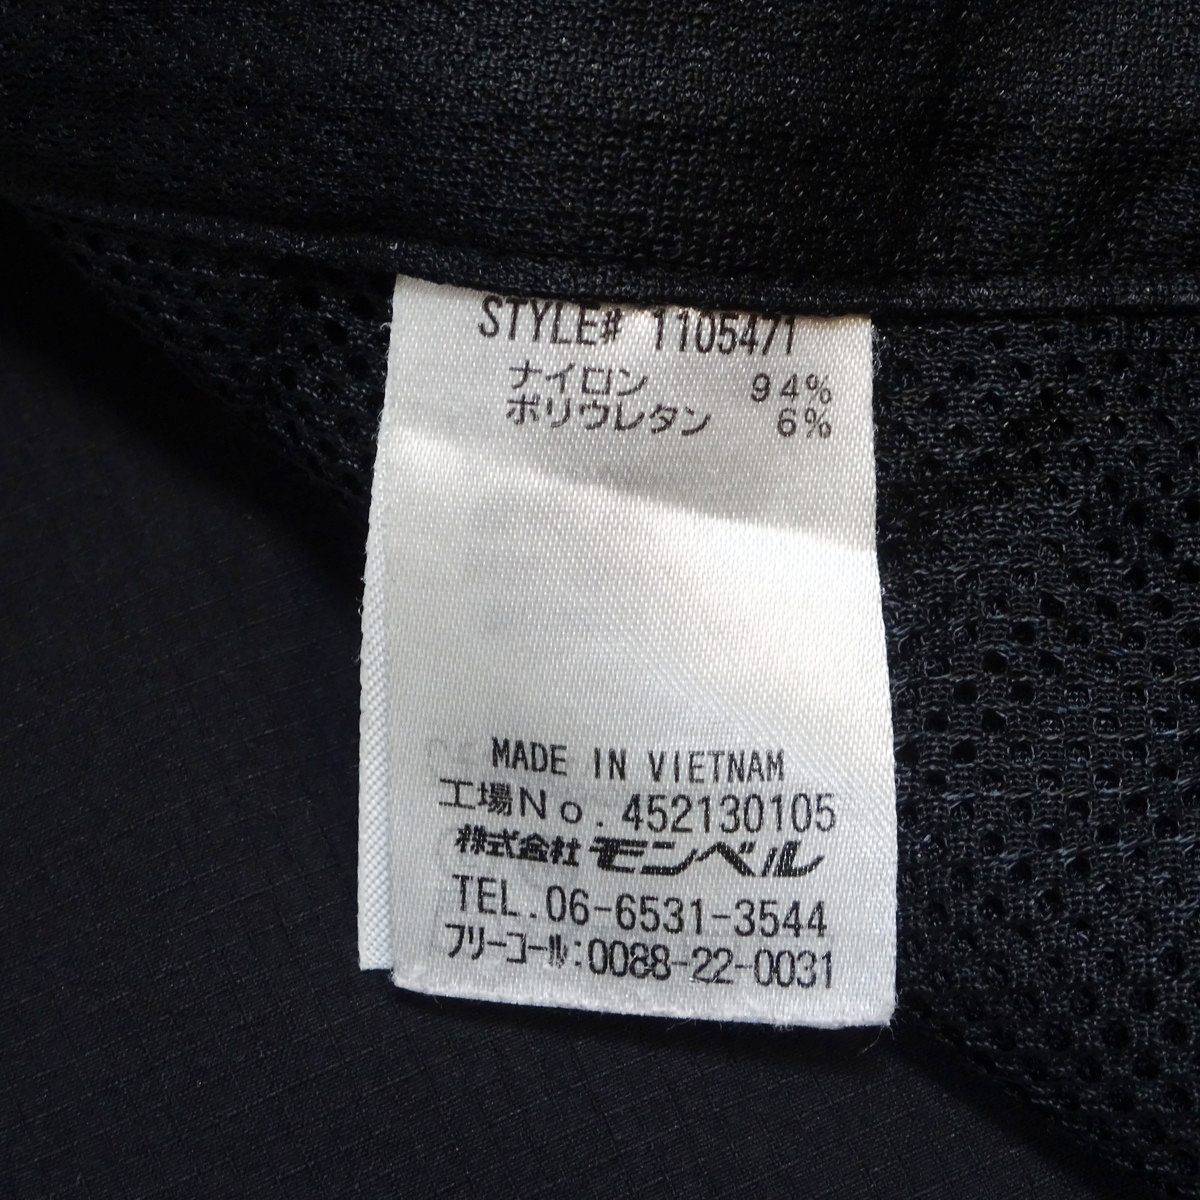 STYLE# 1105471
ナイロン 94%
ポリウレタン 6%
MADE IN VIETNAM
工場No. 452130105
株式会社 モンベル
TEL. 06-6531-3544
フリーコール:0088-22-0031